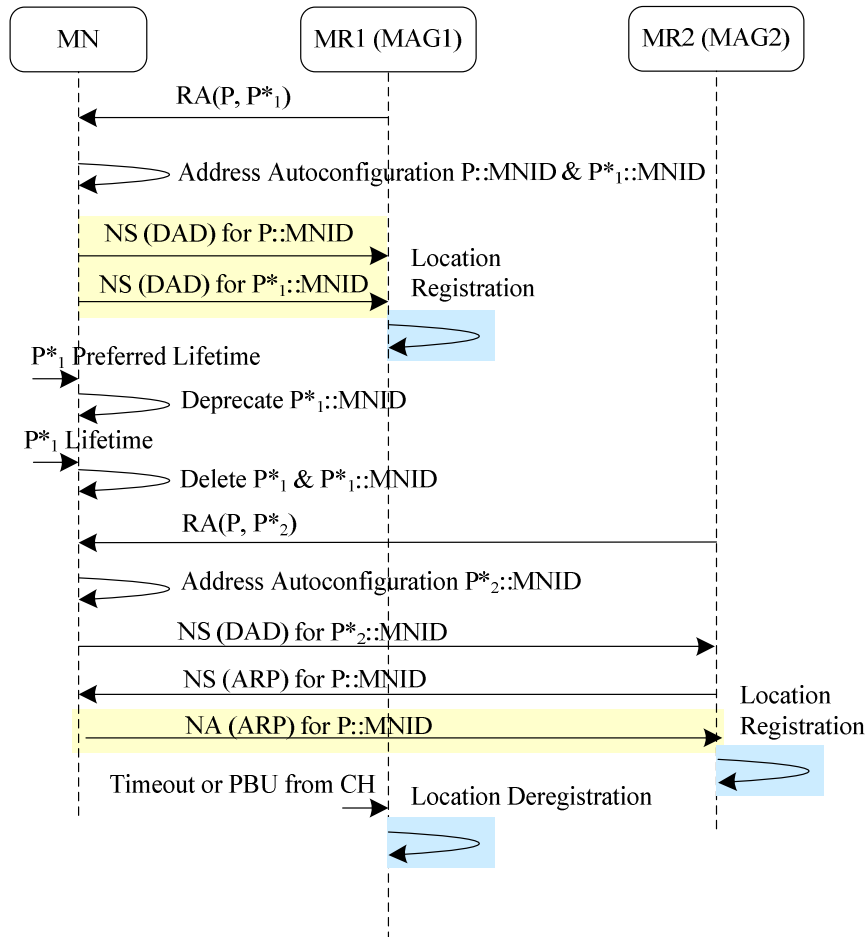 MN
MR1 (MAG1)
MR2 (MAG2)
RA(P, P*1)
Address Autoconfiguration P::MNID & P*1::MNID
NS (DAD) for P::MNID
NS (DAD) for P*1::MNID
Location
Registration
P*1 Preferred Lifetime
Deprecate P*1::MNID
P*1 Lifetime
Delete P*1 & P*1::MNID
RA(P, P*2)
Address Autoconfiguration P*2::MNID
NS (DAD) for P*2::MNID
NS (ARP) for P::MNID
Location
Registration
NA (ARP) for P::MNID
Timeout or PBU from CH
Location Deregistration